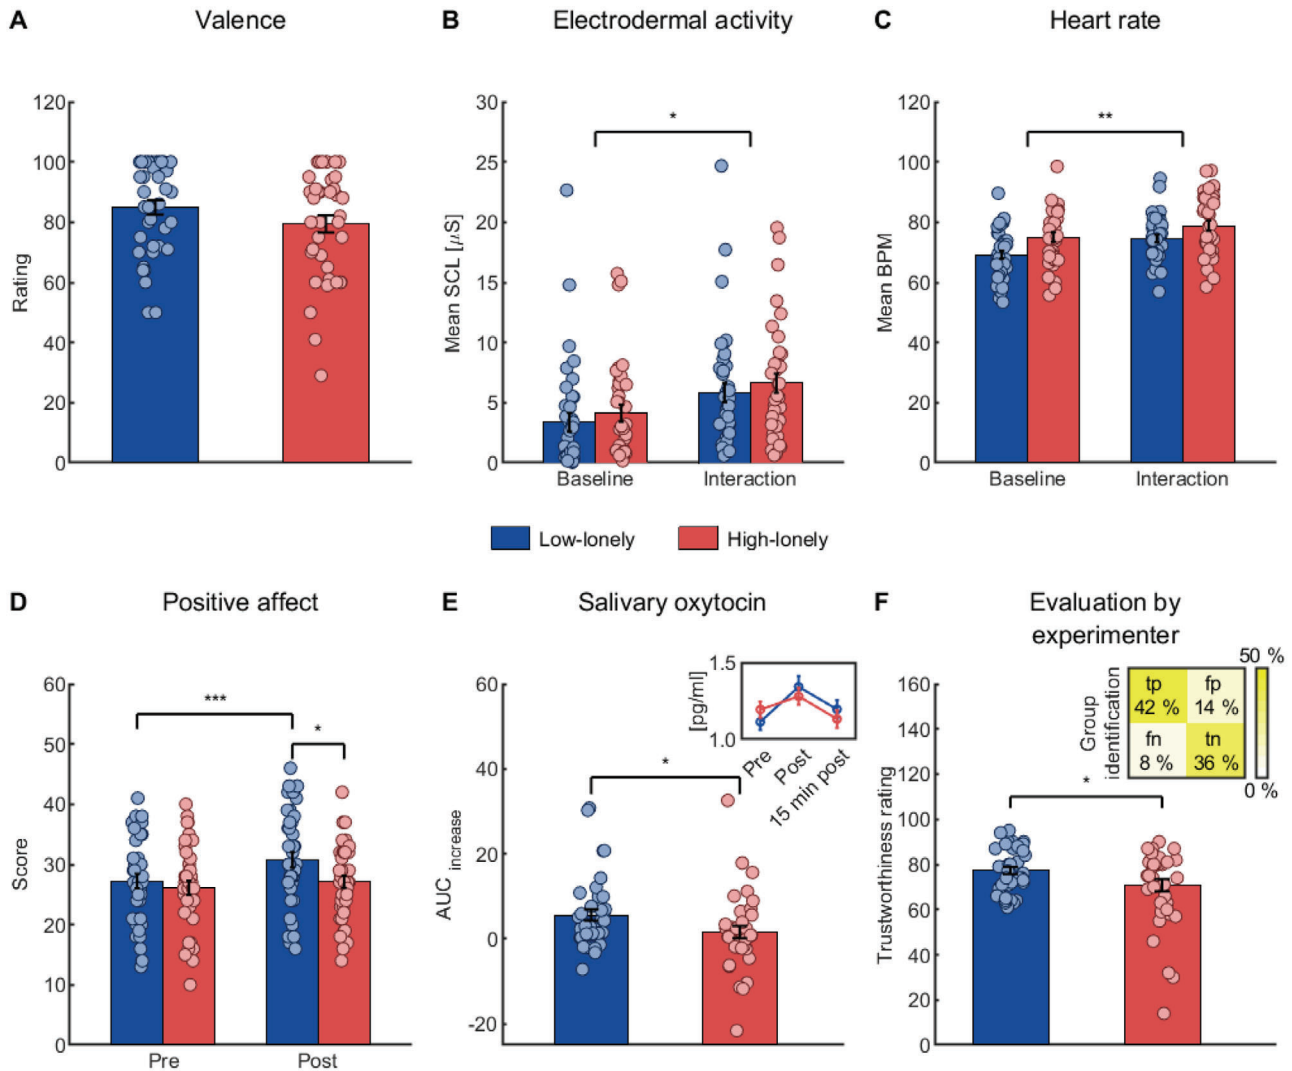 A Valence
Rating
120
100
80
60
40
20
0
B Electrodermal activity
Mean SCL [µS]
30
25
20
15
10
5
0
*
Baseline Interaction
C Heart rate
Mean BPM
120
100
80
60
40
20
0
**
Baseline Interaction
Low-lonely High-lonely
D Positive affect
Score
60
50
40
30
20
10
0
***
*
Pre Post
E Salivary oxytocin
AUC increase
60
40
20
0
-20
*
[pg/ml]
1.5
1.0
Pre Post 15 min post
F Evaluation by
experimenter
Trustworthiness rating
160
140
120
100
80
60
40
20
0
*
Group
identification
tp fp
42 % 14 %
fn tn
8 % 36 %
50 %
0 %